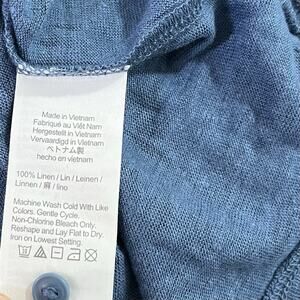 Made in Vietnam
Fabriqué au Việt Nam
Hergestellt in Vietnam
Vervaardigd in Vietnam
ベトナム製
hecho en vietnam
100% Linen / Lin / Leinen /
Linnen / 麻 / lino
Machine Wash Cold With Like
Colors. Gentle Cycle.
Non-Chlorine Bleach Only.
Reshape and Lay Flat to Dry.
Iron on Lowest Setting.